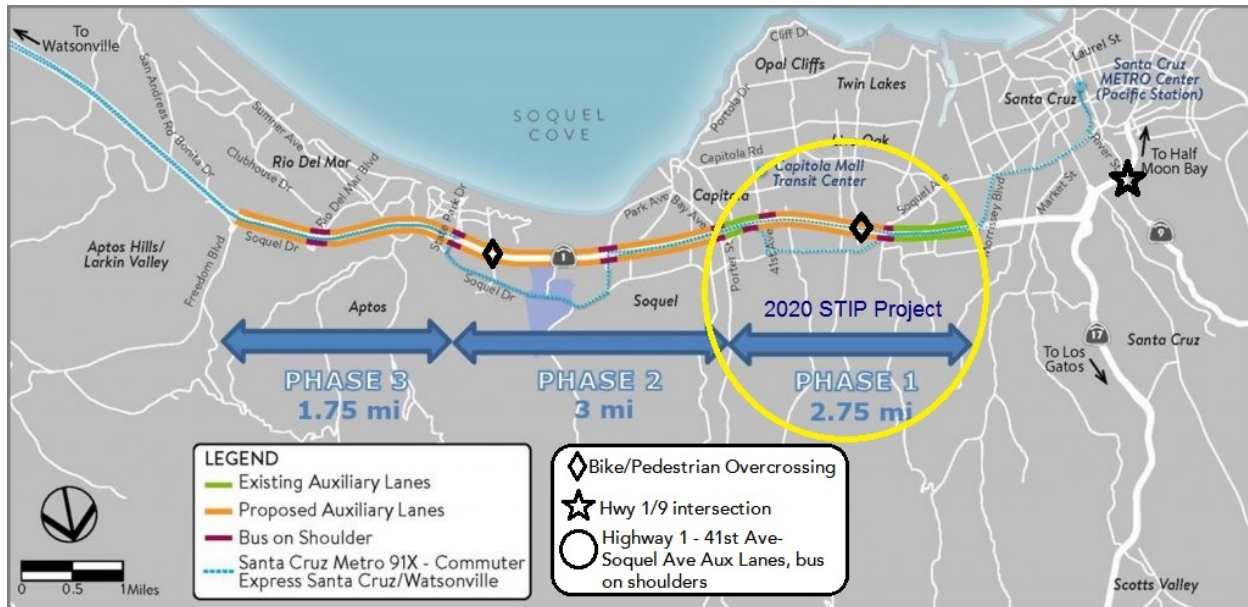 To
Watsonville
San Andreas Rd
Bonita Dr
Sumner Ave
Clubhouse Dr
Rio Del Mar
Rio Del Mar Blvd
Aptos Hills/
Larkin Valley
Freedom Blvd
Soquel Dr
State Park Dr
Aptos
Soquel Dr
1
SOQUEL
COVE
Park Ave
Bay Ave
Soquel
Cliff Dr
Opal Cliffs
Portola Dr
Twin Lakes
Capitola Rd
Live Oak
Capitola Mall
Transit Center
Capitola
Porter St
41st Ave
Soquel Ave
Morrissey Blvd
2020 STIP Project
Laurel St
Santa Cruz
METRO Center
(Pacific Station)
Santa Cruz
River St
To Half
Moon Bay
Market St
9
17
To Los
Gatos
Santa Cruz
Scotts Valley
PHASE 3
1.75 mi
PHASE 2
3 mi
PHASE 1
2.75 mi
LEGEND
Existing Auxiliary Lanes
Proposed Auxiliary Lanes
Bus on Shoulder
Santa Cruz Metro 91X - Commuter
Express Santa Cruz/Watsonville
Bike/Pedestrian Overcrossing
Hwy 1/9 intersection
Highway 1 - 41st Ave-
Soquel Ave Aux Lanes, bus
on shoulders
0 0.5 1Miles